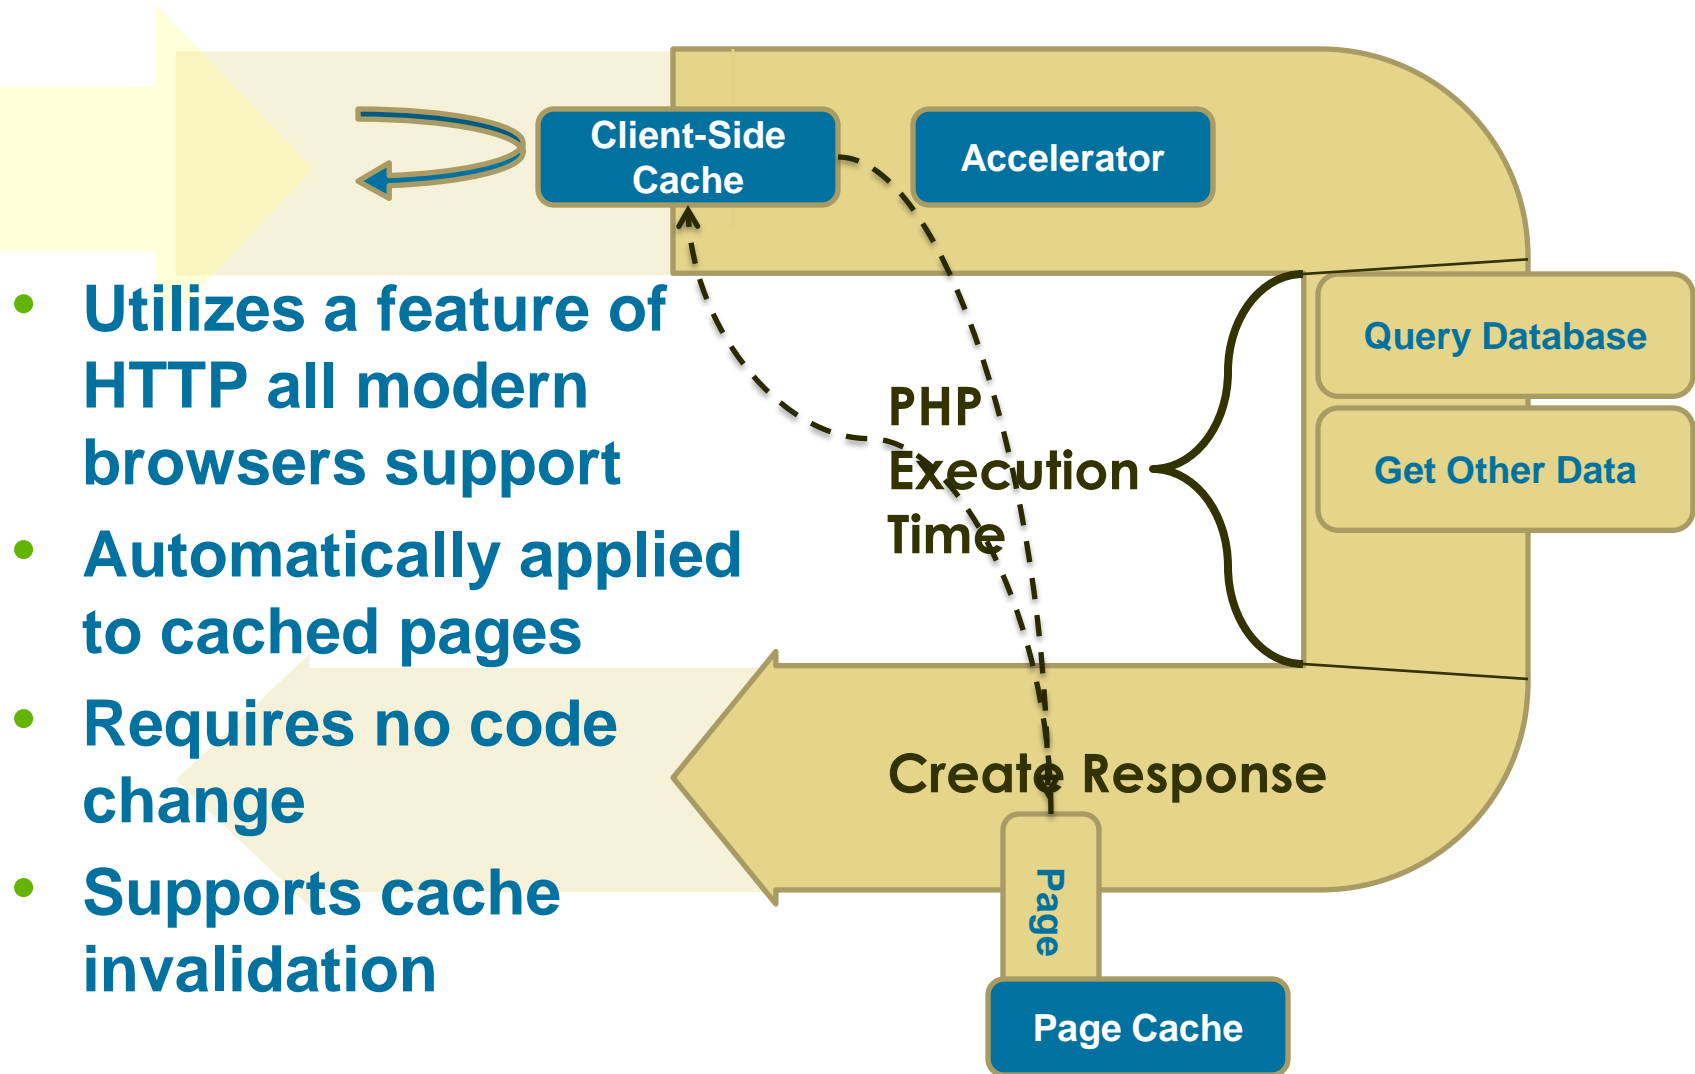 Client-Side
Cache
Accelerator
• Utilizes a feature of
HTTP all modern
browsers support
• Automatically applied
to cached pages
• Requires no code
change
• Supports cache
invalidation
PHP
Execution
Time
Query Database
Get Other Data
Create Response
Page
Page Cache